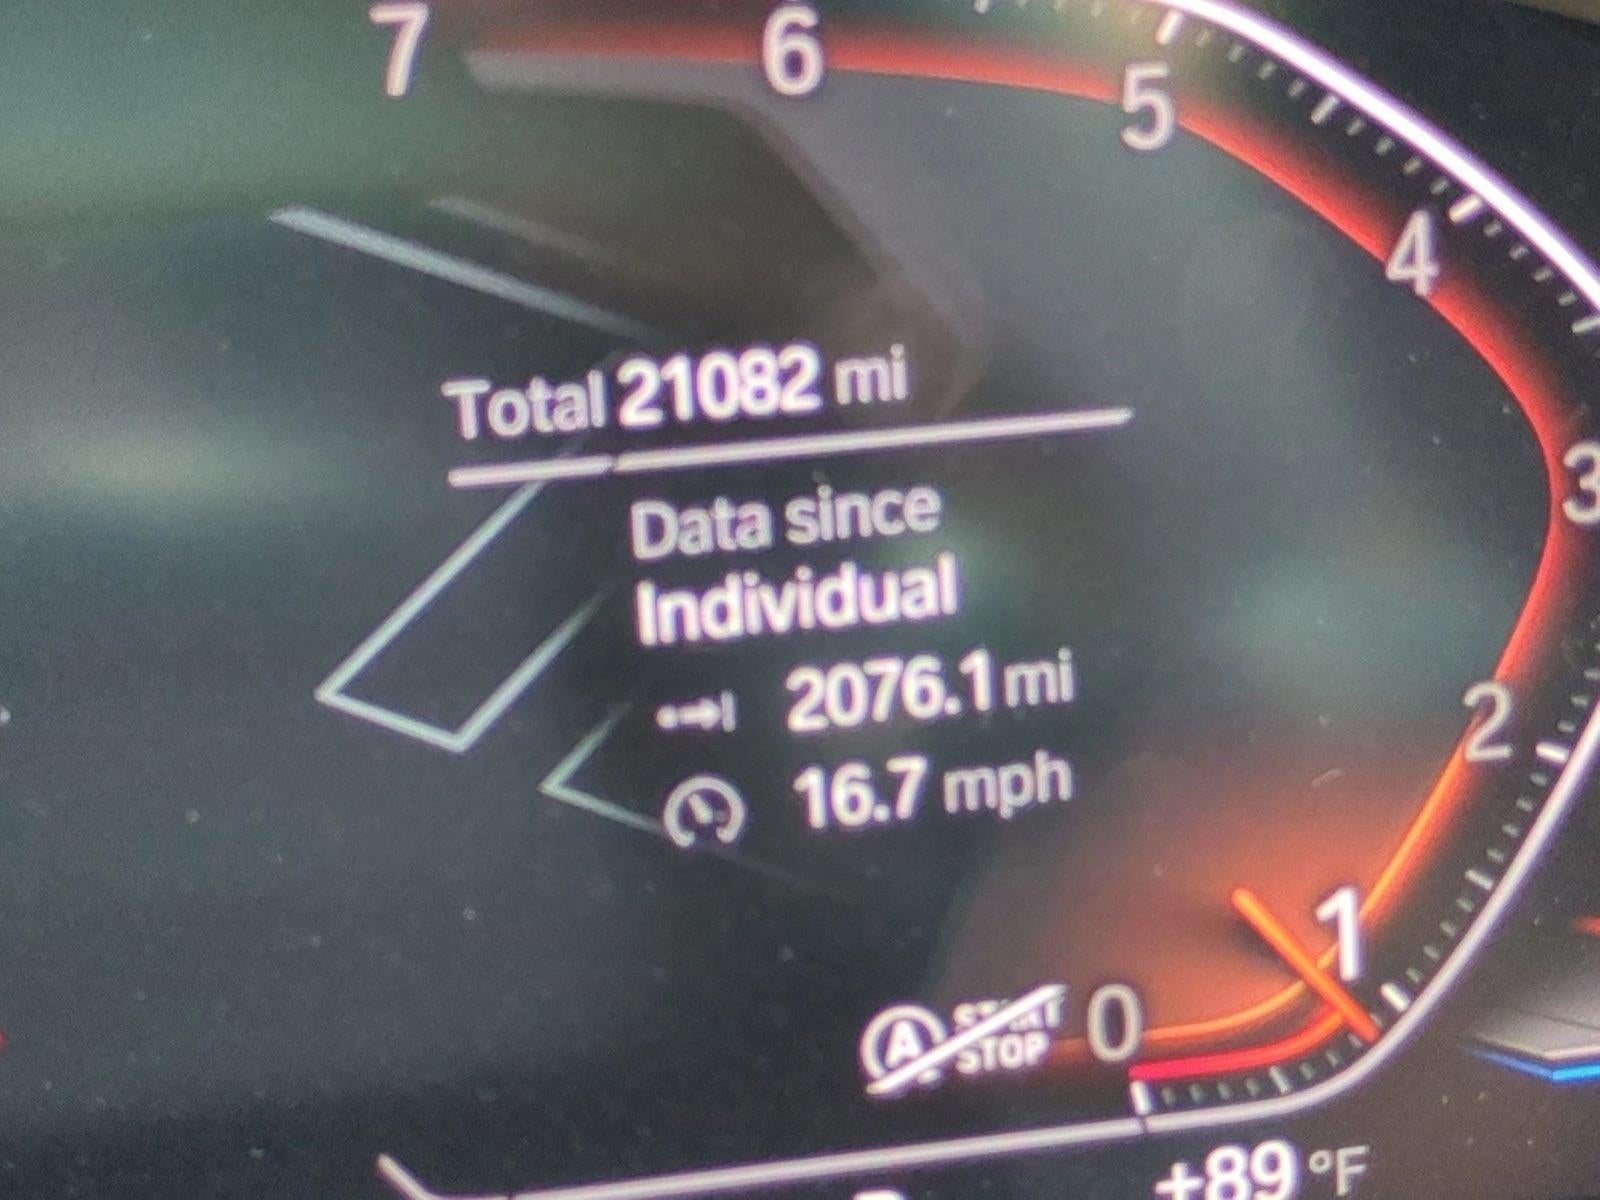 7
6
5
4
3
2
1
0
Total 21082 mi
Data since
Individual
2076.1 mi
16.7 mph
A START
STOP
+89 °F